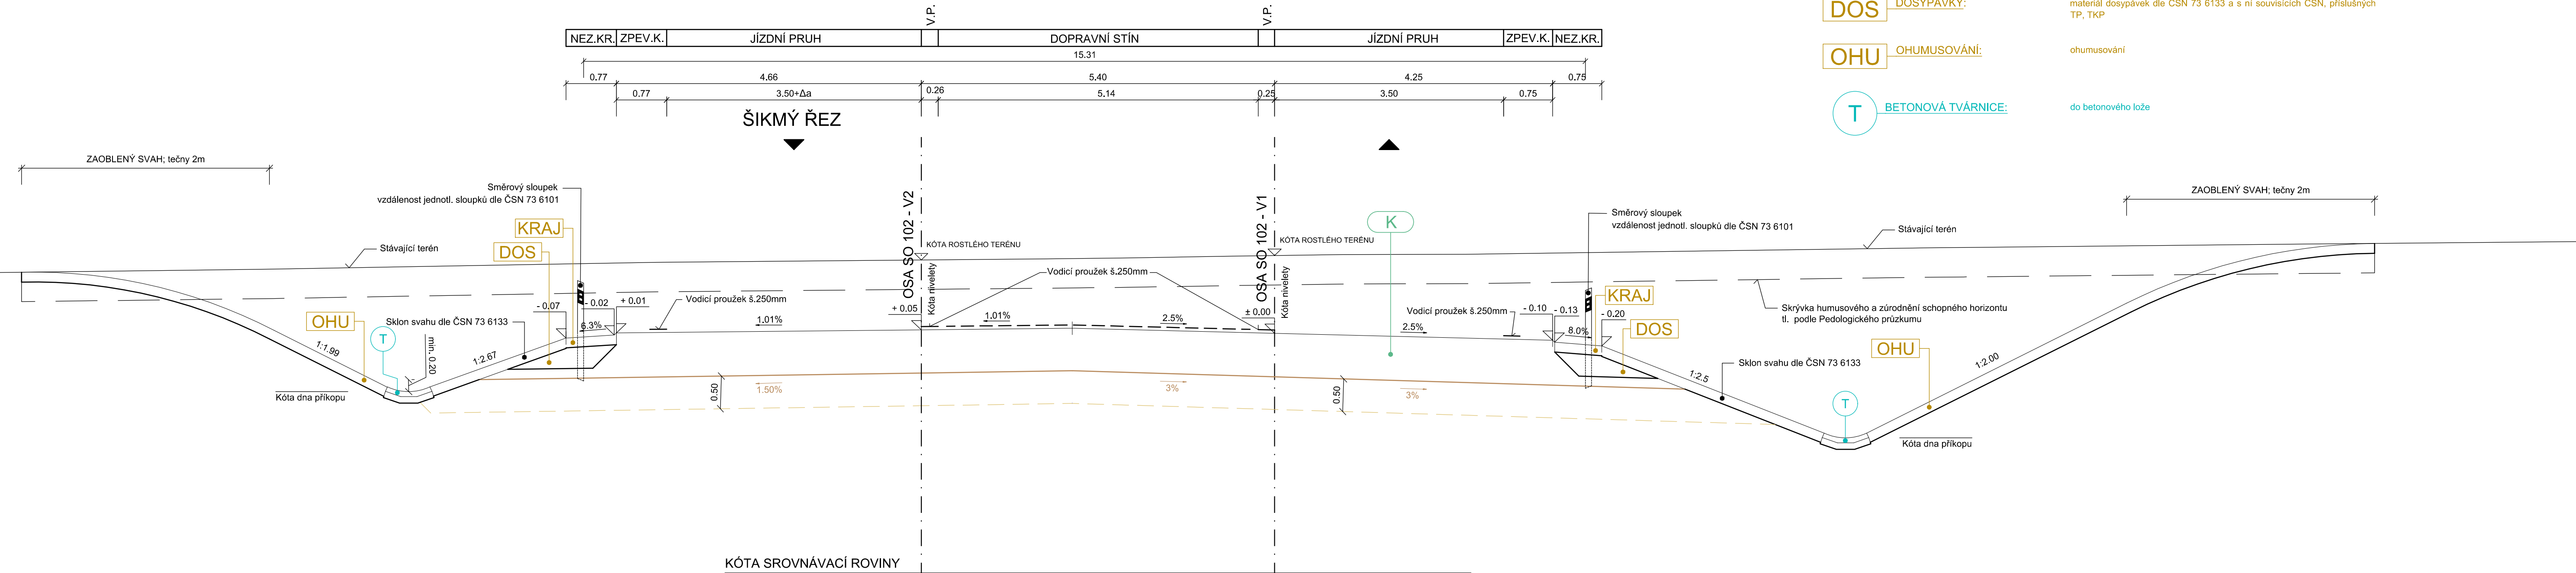 V.P.
V.P.
DOS
DOSYPÁVKY:
materiál dosypávek dle ČSN 73 6133 a s ní souvisících ČSN, příslušných
TP, TKP
NEZ.KR.
ZPEV.K.
JÍZDNÍ PRUH
DOPRAVNÍ STÍN
JÍZDNÍ PRUH
ZPEV.K.
NEZ.KR.
OHU
OHUMUSOVÁNÍ:
ohumusování
15.31
0.77
4.66
5.40
4.25
0.75
0.77
3.50+Δa
0.26
5.14
0.25
3.50
0.75
T
BETONOVÁ TVÁRNICE:
do betonového lože
ŠIKMÝ ŘEZ
ZAOBLENÝ SVAH; tečny 2m
ZAOBLENÝ SVAH; tečny 2m
Směrový sloupek
vzdálenost jednotl. sloupků dle ČSN 73 6101
Směrový sloupek
vzdálenost jednotl. sloupků dle ČSN 73 6101
KRAJ
DOS
K
Stávající terén
Stávající terén
OSA SO 102 - V2
KÓTA ROSTLÉHO TERÉNU
Kóta nivelety
OSA SO 102 - V1
KÓTA ROSTLÉHO TERÉNU
Kóta nivelety
Vodicí proužek š.250mm
- 0.07
- 0.02
+ 0.01
Vodicí proužek š.250mm
+ 0.05
± 0,00
Vodicí proužek š.250mm
- 0.10
- 0.13
- 0.20
KRAJ
DOS
Skrývka humusového a zúrodnění schopného horizontu
tl. podle Pedologického průzkumu
OHU
T
Sklon svahu dle ČSN 73 6133
6.3%
1,01%
1,01%
2.5%
2.5%
8.0%
OHU
1:1.99
min. 0.20
1:2.67
1:2.5
Sklon svahu dle ČSN 73 6133
1:2.00
Kóta dna příkopu
0.50
1.50%
3%
0.50
3%
T
Kóta dna příkopu
KÓTA SROVNÁVACÍ ROVINY